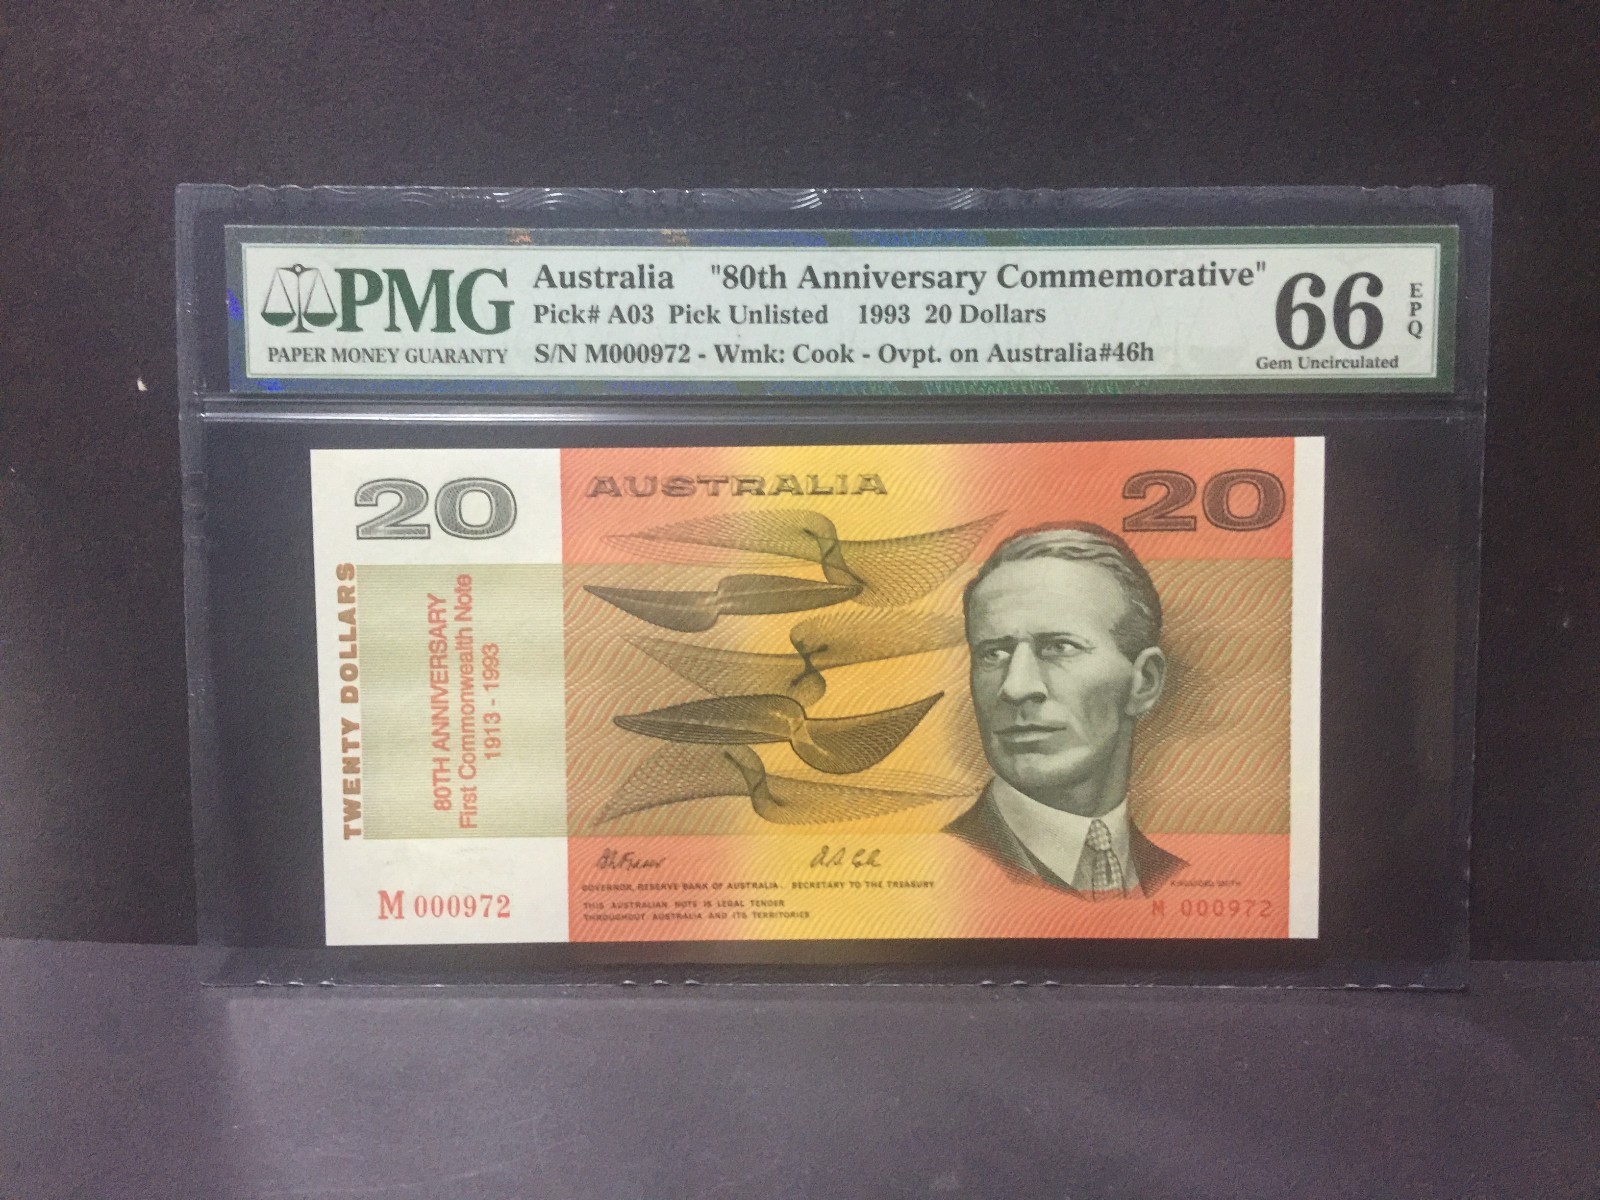 PMG
PAPER MONEY GUARANTY
Australia "80th Anniversary Commemorative"
Pick# A03 Pick Unlisted 1993 20 Dollars
S/N M000972 - Wmk: Cook - Ovpt. on Australia#46h
66
EPQ
Gem Uncirculated
20
AUSTRALIA
20
TWENTY DOLLARS
80TH ANNIVERSARY
First Commonwealth Note
1913 - 1993
GOVERNOR, RESERVE BANK OF AUSTRALIA. SECRETARY TO THE TREASURY
THIS AUSTRALIAN NOTE IS LEGAL TENDER
THROUGHOUT AUSTRALIA AND ITS TERRITORIES
KINGSFORD SMITH
M 000972
M 000972